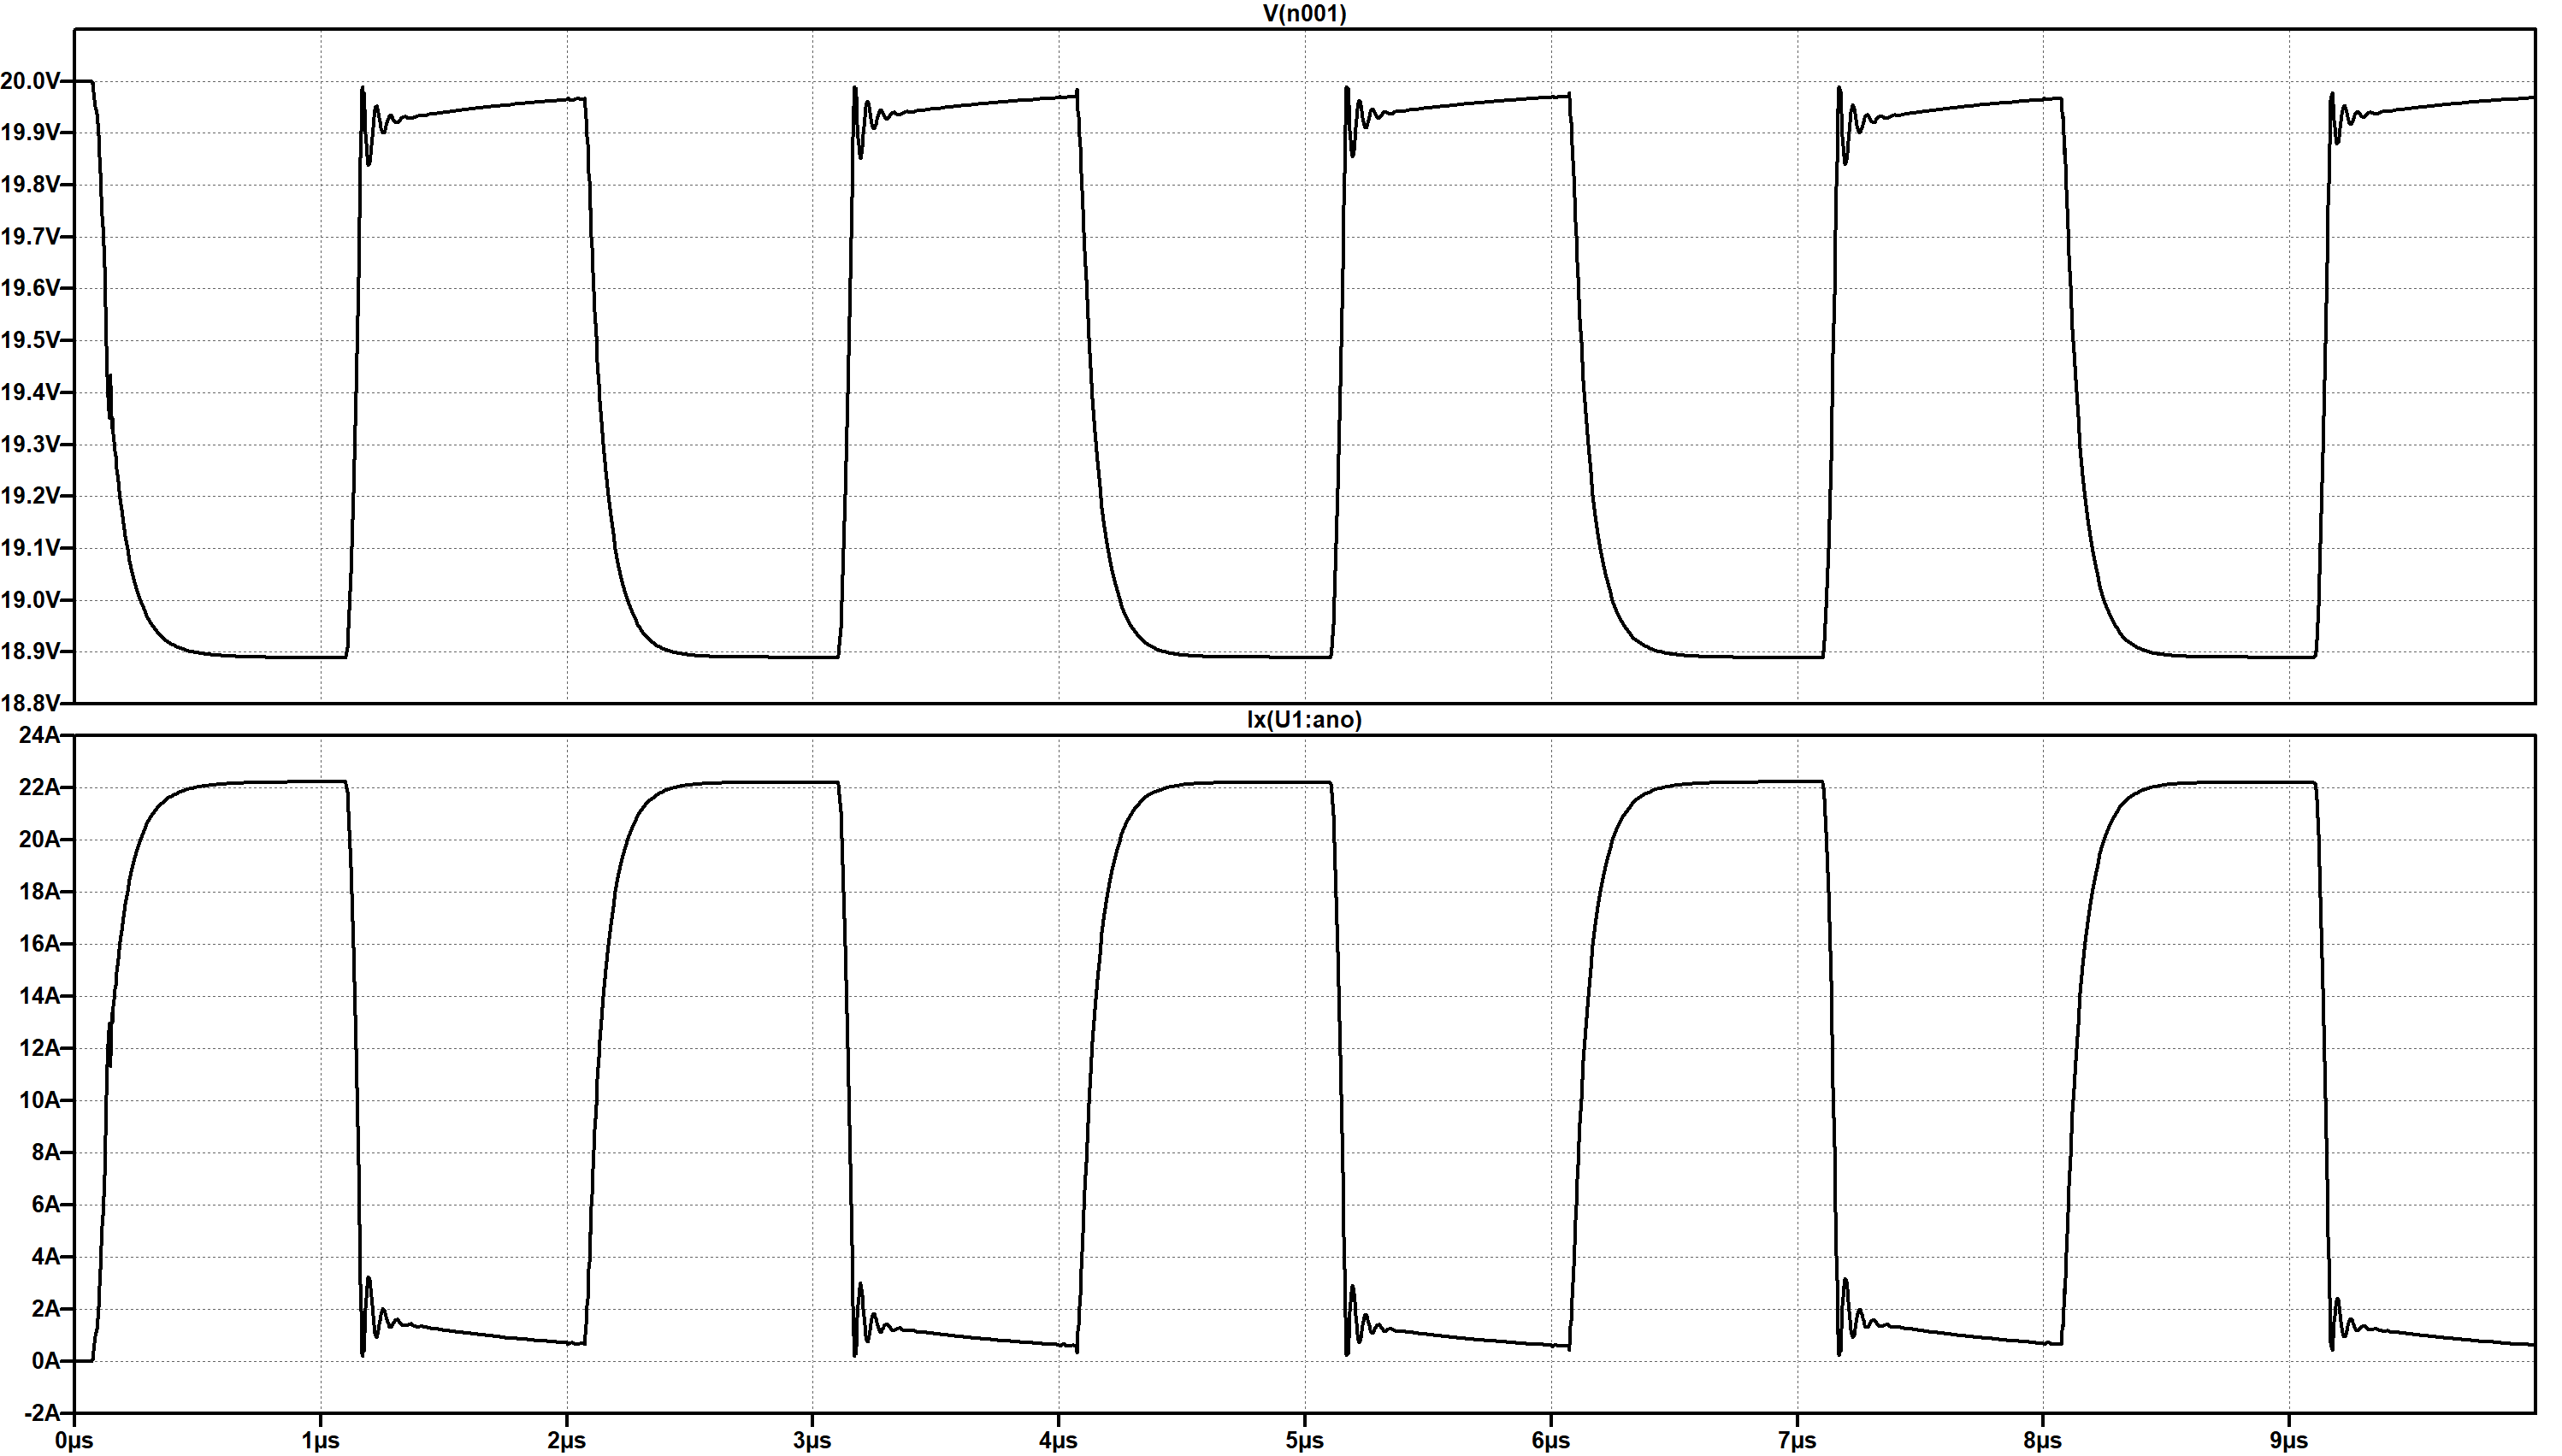 V(n001)
20.0V
19.9V
19.8V
19.7V
19.6V
19.5V
19.4V
19.3V
19.2V
19.1V
19.0V
18.9V
18.8V
Ix(U1:ano)
24A
22A
20A
18A
16A
14A
12A
10A
8A
6A
4A
2A
0A
-2A
0µs 1µs 2µs 3µs 4µs 5µs 6µs 7µs 8µs 9µs